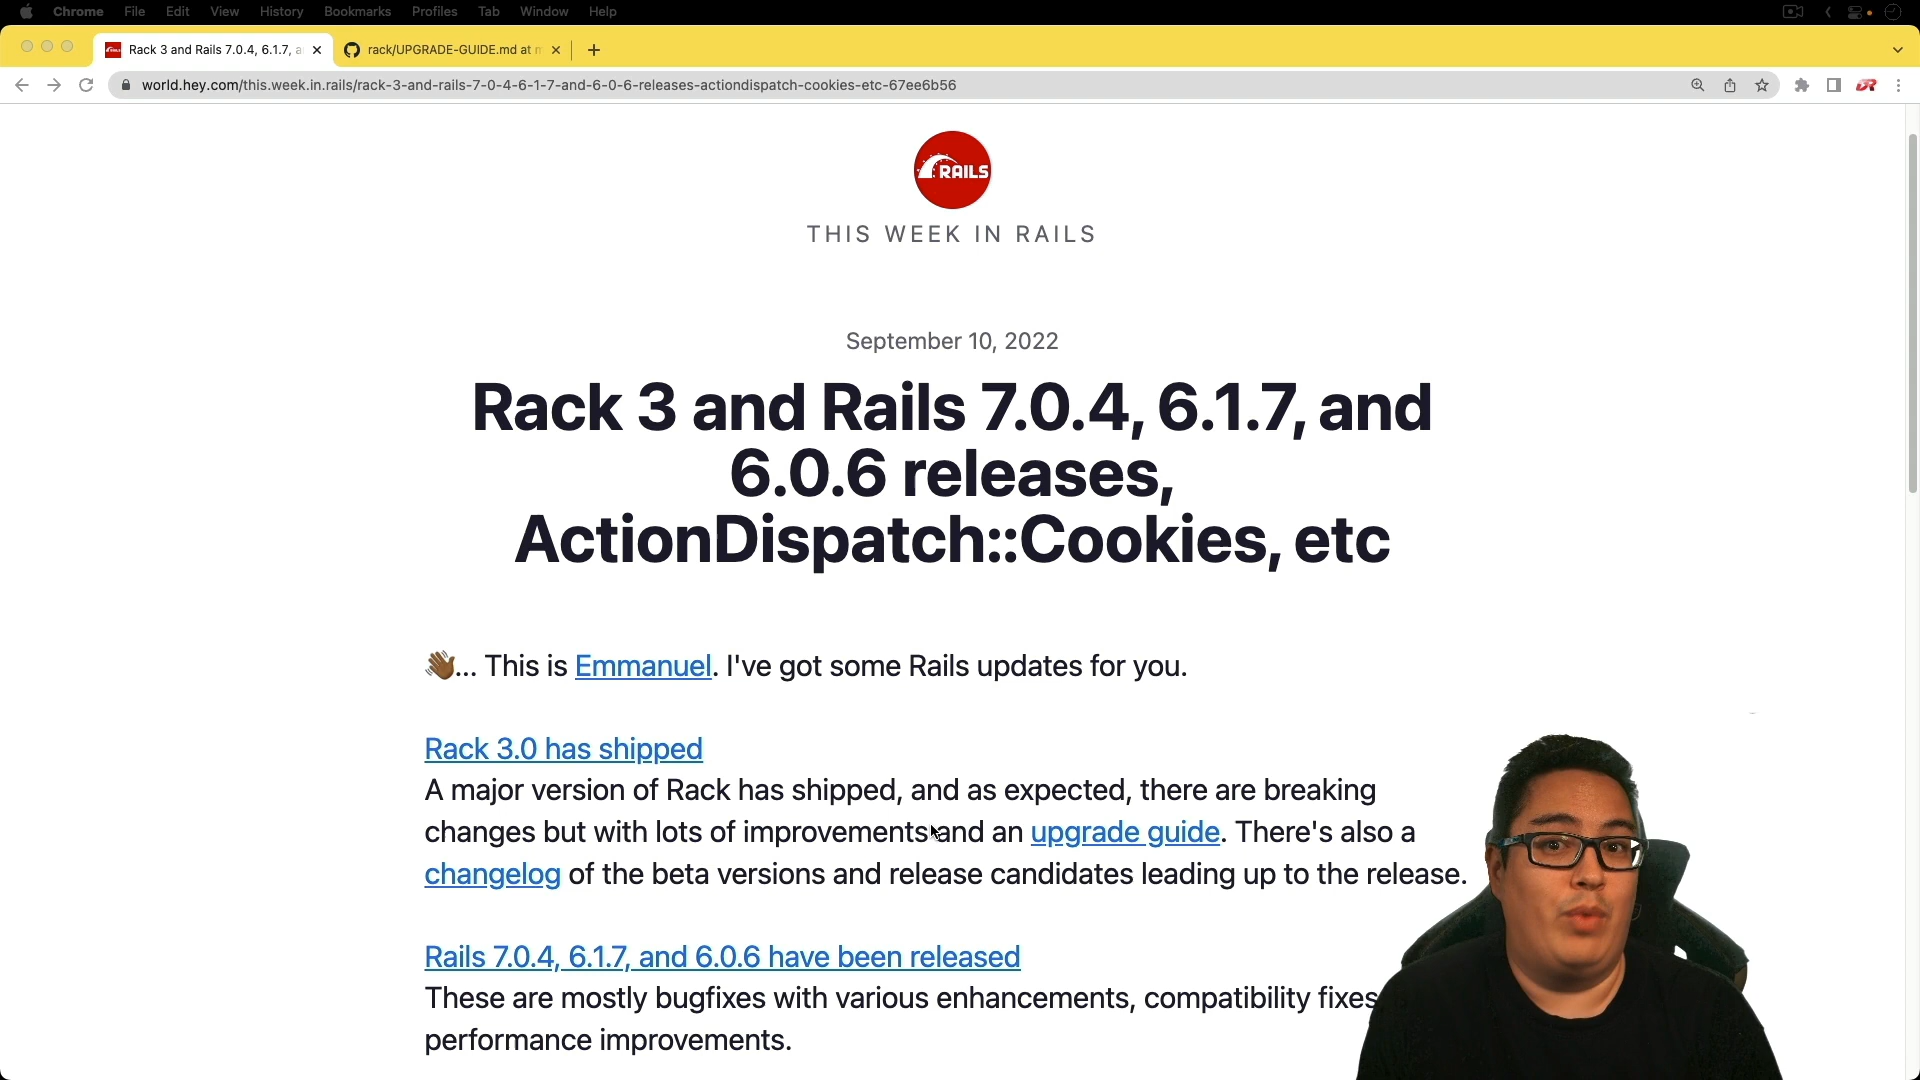 Chrome File Edit View History Bookmarks Profiles Tab Window Help
Rack 3 and Rails 7.0.4, 6.1.7, a
rack/UPGRADE-GUIDE.md at m
world.hey.com/this.week.in.rails/rack-3-and-rails-7-0-4-6-1-7-and-6-0-6-releases-actiondispatch-cookies-etc-67ee6b56
RAILS
THIS WEEK IN RAILS
September 10, 2022
Rack 3 and Rails 7.0.4, 6.1.7, and
6.0.6 releases,
ActionDispatch::Cookies, etc
👋🏾... This is Emmanuel. I've got some Rails updates for you.
Rack 3.0 has shipped
A major version of Rack has shipped, and as expected, there are breaking
changes but with lots of improvements and an upgrade guide. There's also a
changelog of the beta versions and release candidates leading up to the release.
Rails 7.0.4, 6.1.7, and 6.0.6 have been released
These are mostly bugfixes with various enhancements, compatibility fixes
performance improvements.